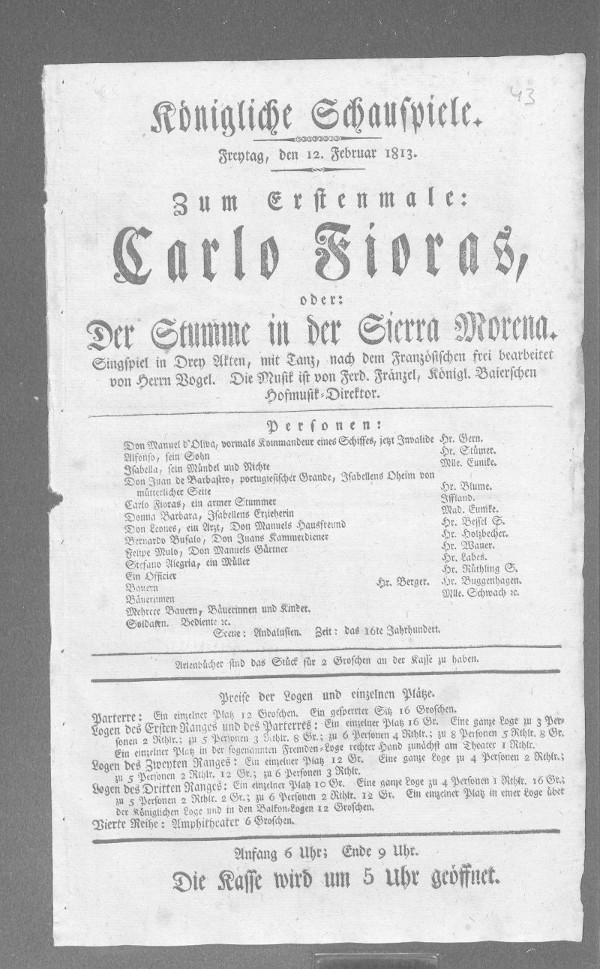 43
Königliche Schauspiele.
Freytag, den 12. Februar 1813.
Zum Erstenmale:
Carlo Fioras,
oder:
Der Stumme in der Sierra Morena.
Singspiel in Drey Akten, mit Tanz, nach dem Französischen frei bearbeitet
von Herrn Vogel. Die Musik ist von Ferd. Fränzel, Königl. Baierschen
Hofmusik-Direktor.
Personen:
Don Manuel d'Oliva, vormals Kommandeur eines Schiffes, jetzt Invalide Hr. Gern.
Alfonso, sein Sohn Hr. Stümer.
Isabella, sein Mündel und Nichte Mlle. Eunike.
Don Juan de Barbastro, portugiesischer Grande, Isabellens Oheim von
mütterlicher Seite Hr. Blume.
Carlo Fioras, ein armer Stummer Iffland.
Donna Barbara, Isabellens Erzieherin Mad. Eunike.
Don Leones, ein Arzt, Don Manuels Hausfreund Hr. Bessel S.
Bernardo Bufalo, Don Juans Kammerdiener Hr. Holzbecher.
Felipe Mulo, Don Manuels Gärtner Hr. Wauer.
Stefano Alegria, ein Müller Hr. Labes.
Ein Officier Hr. Rüthling S.
Bauern Hr. Berger. Hr. Buggenhagen.
Bäuerinnen Mlle. Schwach ꝛc.
Mehrere Bauern, Bäuerinnen und Kinder.
Soldaten. Bediente ꝛc.
Scene: Andalusien. Zeit: das 16te Jahrhundert.
Arienbücher sind das Stück für 2 Groschen an der Kasse zu haben.
Preise der Logen und einzelnen Plätze.
Parterre: Ein einzelner Platz 12 Groschen. Ein gesperrter Sitz 16 Groschen.
Logen des Ersten Ranges und des Parterres: Ein einzelner Platz 16 Gr. Eine ganze Loge zu 3 Per-
sonen 2 Rthlr.; zu 5 Personen 3 Rthlr. 8 Gr.; zu 6 Personen 4 Rthlr.; zu 8 Personen 5 Rthlr. 8 Gr.
Ein einzelner Platz in der sogenannten Fremden-Loge rechter Hand zunächst am Theater 1 Rthlr.
Logen des Zweyten Ranges: Ein einzelner Platz 12 Gr. Eine ganze Loge zu 4 Personen 2 Rthlr.;
zu 5 Personen 2 Rthlr. 12 Gr.; zu 6 Personen 3 Rthlr.
Logen des Dritten Ranges: Ein einzelner Platz 10 Gr. Eine ganze Loge zu 4 Personen 1 Rthlr. 16 Gr.;
zu 5 Personen 2 Rthlr. 2 Gr.; zu 6 Personen 2 Rthlr. 12 Gr. Ein einzelner Platz in einer Loge über
der Königlichen Loge und in den Balkon-Logen 12 Groschen.
Vierte Reihe: Amphitheater 6 Groschen.
Anfang 6 Uhr; Ende 9 Uhr.
Die Kasse wird um 5 Uhr geöffnet.